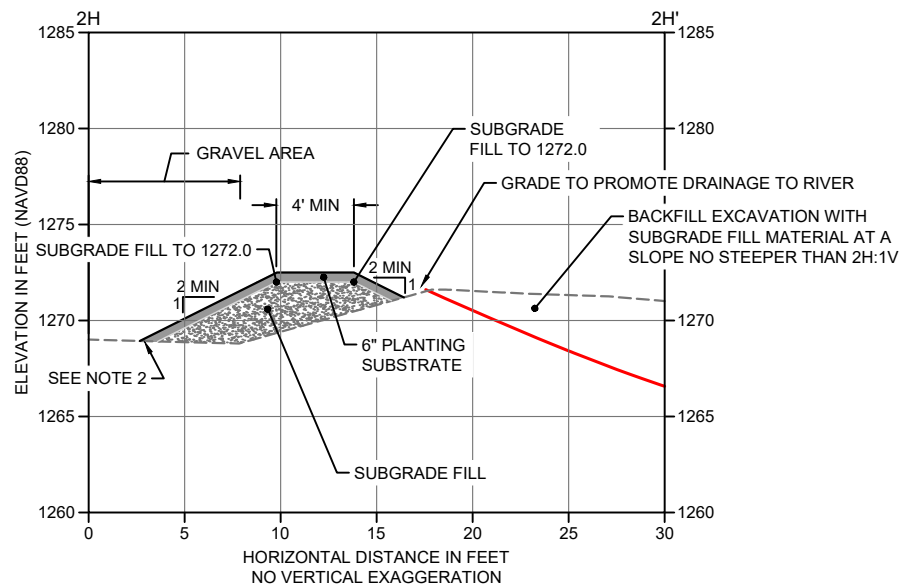 2H
2H'
1285
1285
1280
1280
1275
1275
1270
1270
1265
1265
1260
1260
ELEVATION IN FEET (NAVD88)
GRAVEL AREA
SUBGRADE
FILL TO 1272.0
4' MIN
GRADE TO PROMOTE DRAINAGE TO RIVER
BACKFILL EXCAVATION WITH
SUBGRADE FILL MATERIAL AT A
SLOPE NO STEEPER THAN 2H:1V
SUBGRADE FILL TO 1272.0
2 MIN
1
2 MIN
1
6" PLANTING
SUBSTRATE
SEE NOTE 2
SUBGRADE FILL
0
5
10
15
20
25
30
HORIZONTAL DISTANCE IN FEET
NO VERTICAL EXAGGERATION